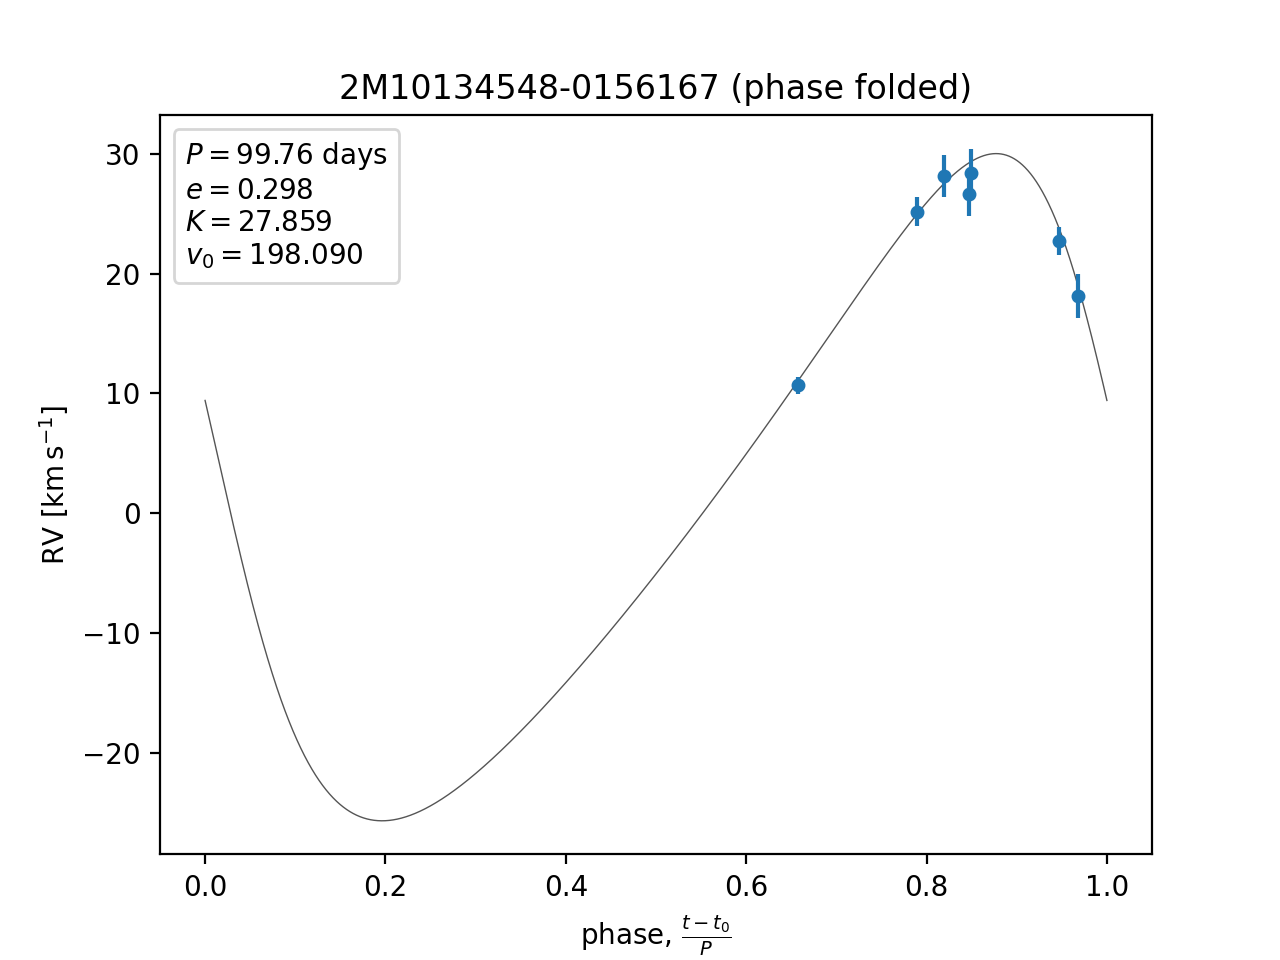 2M10134548-0156167 (phase folded)
P = 99.76 days
e = 0.298
K = 27.859
v₀ = 198.090
30
20
10
0
−10
−20
RV [km s⁻¹]
0.0 0.2 0.4 0.6 0.8 1.0
phase, (t − t₀)/P